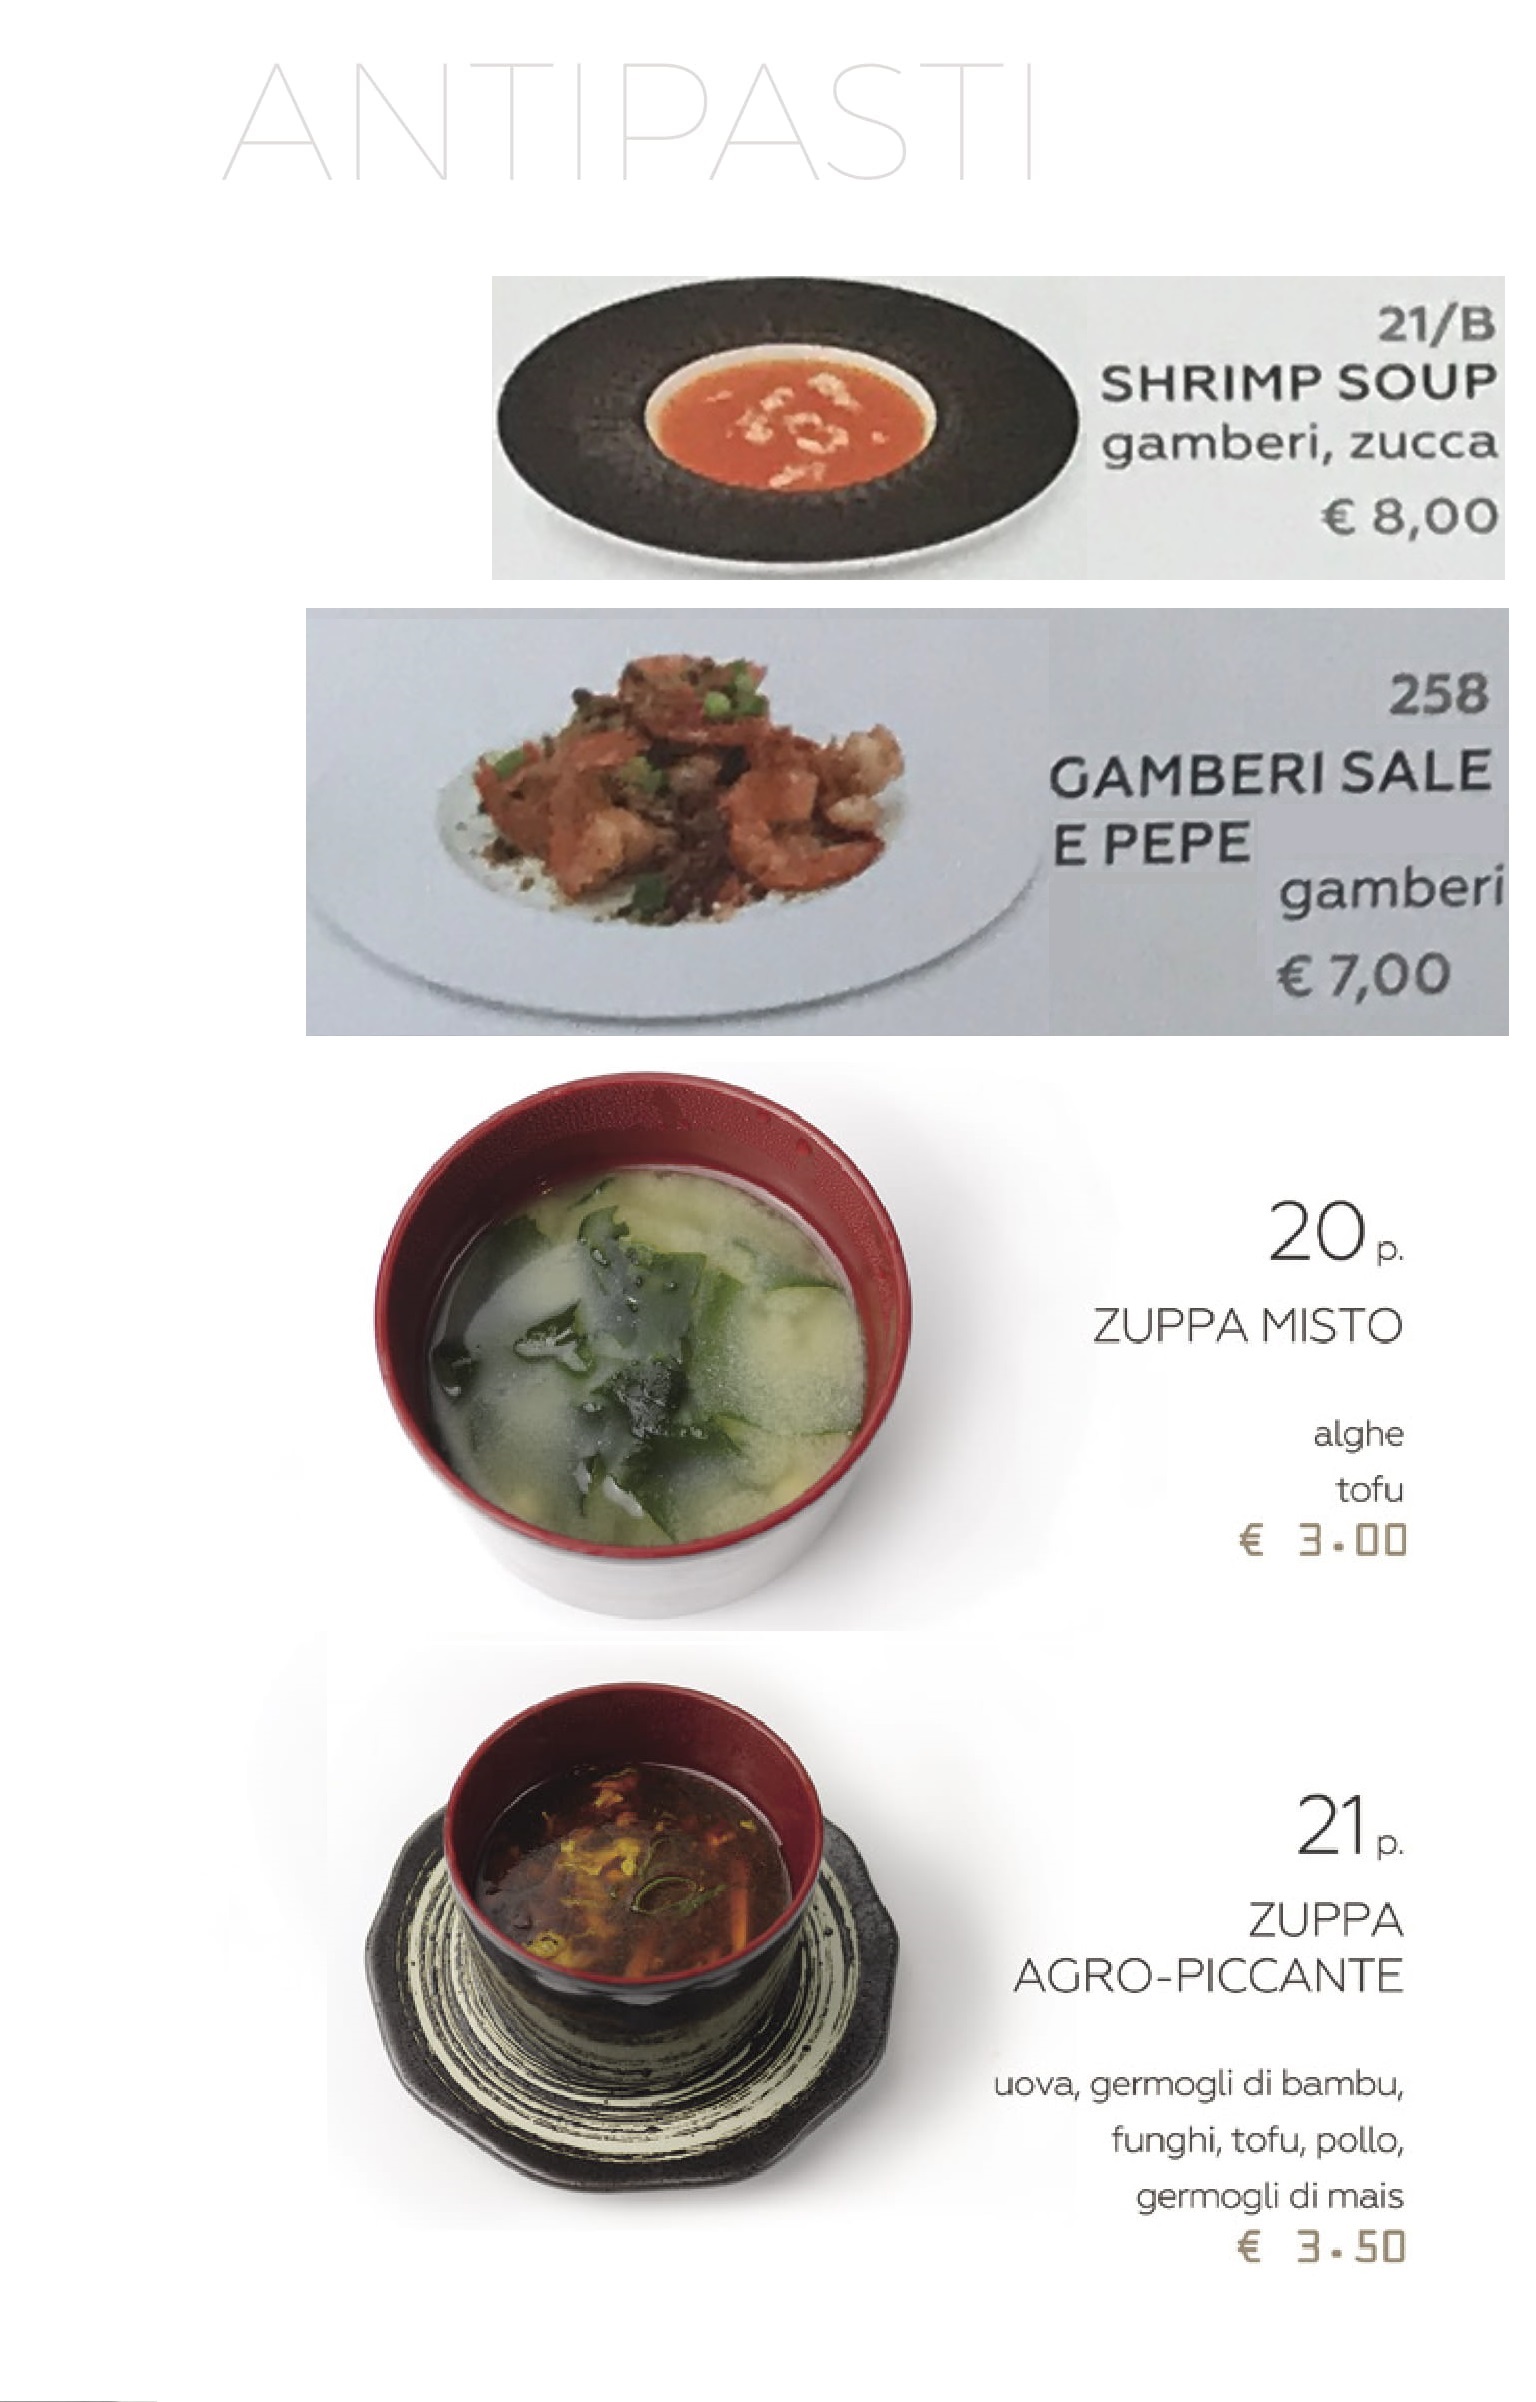 ANTIPASTI
21/B
SHRIMP SOUP
gamberi, zucca
€ 8,00
258
GAMBERI SALE
E PEPE
gamberi
€ 7,00
20 p.
ZUPPA MISTO
alghe
tofu
€ 3.00
21 p.
ZUPPA
AGRO-PICCANTE
uova, germogli di bambu,
funghi, tofu, pollo,
germogli di mais
€ 3.50